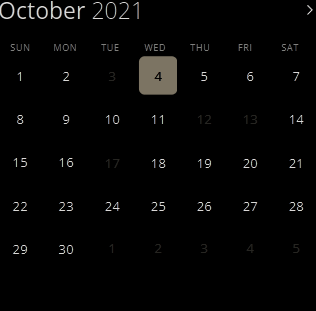 October 2021 >
SUN MON TUE WED THU FRI SAT
1 2 3 4 5 6 7
8 9 10 11 12 13 14
15 16 17 18 19 20 21
22 23 24 25 26 27 28
29 30 1 2 3 4 5